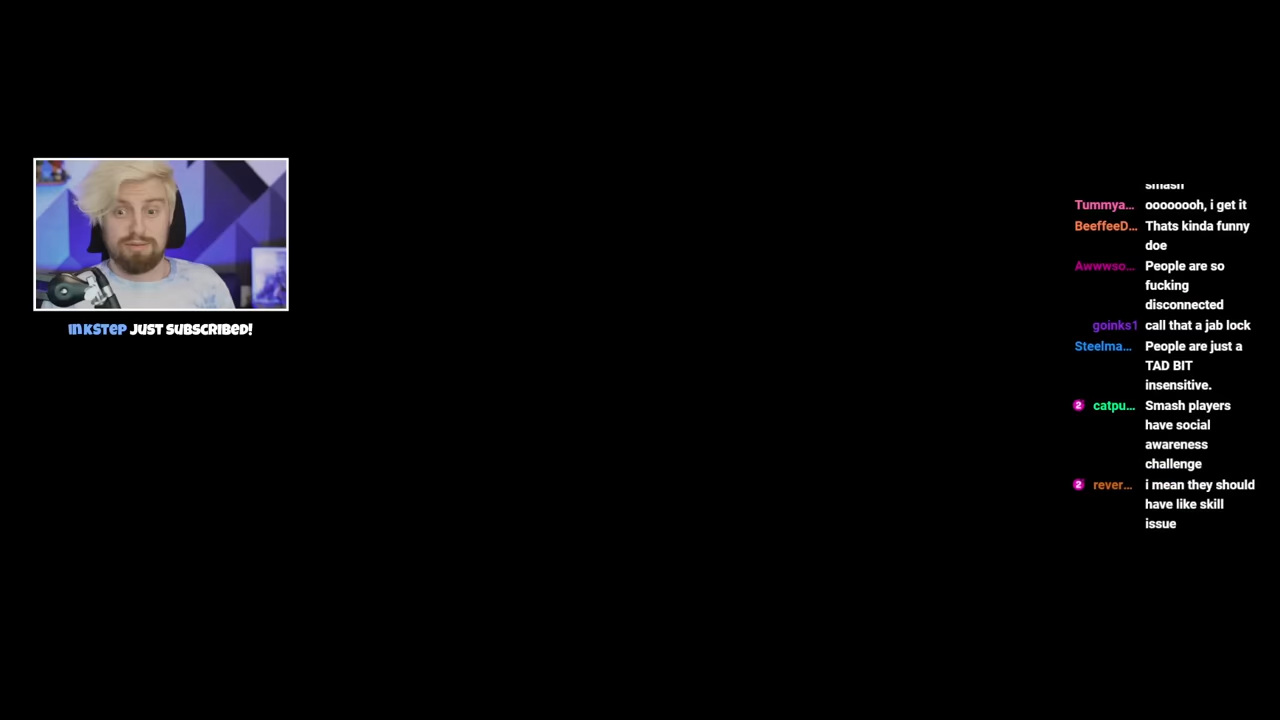 INKSTEP JUST SUBSCRIBED!
smash
Tummya… oooooooh, i get it
BeeffeeD… Thats kinda funny
doe
Awwwso… People are so
fucking
disconnected
goinks1 call that a jab lock
Steelma… People are just a
TAD BIT
insensitive.
2 catpu… Smash players
have social
awareness
challenge
2 rever… i mean they should
have like skill
issue